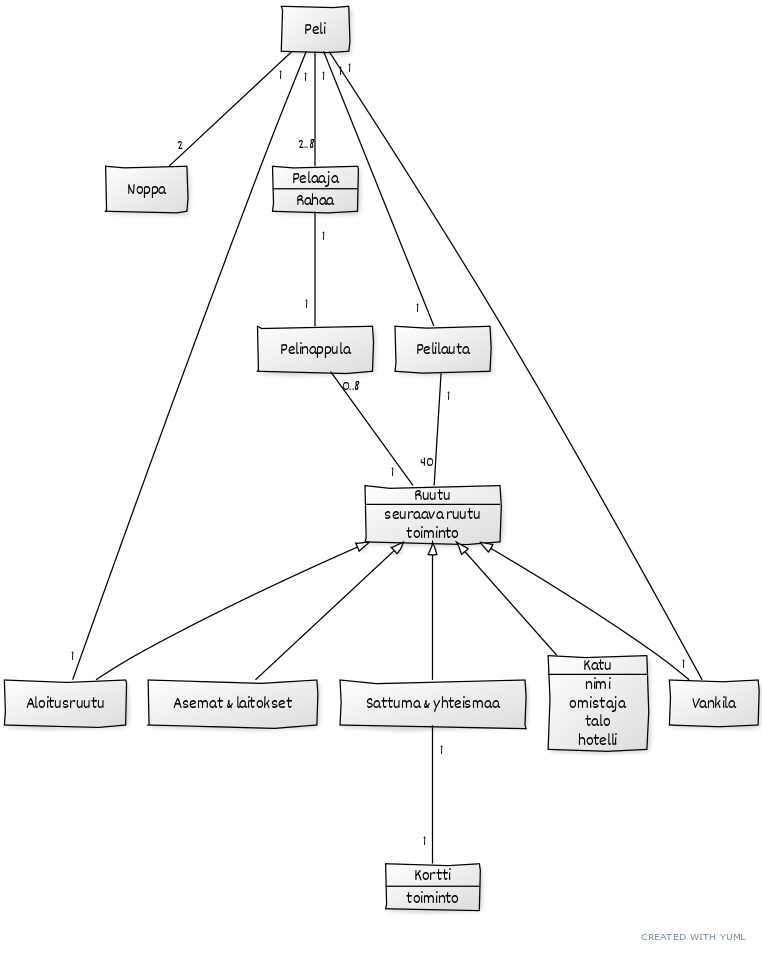 Peli
1
1
1
1
1
1
2
2..8
Noppa
Pelaaja
Rahaa
1
1
1
Pelinappula
Pelilauta
0..8
1
1
40
Ruutu
seuraava ruutu
toiminto
1
1
Aloitusruutu
Asemat & laitokset
Sattuma & yhteismaa
Katu
nimi
omistaja
talo
hotelli
Vankila
1
1
Kortti
toiminto
CREATED WITH YUML